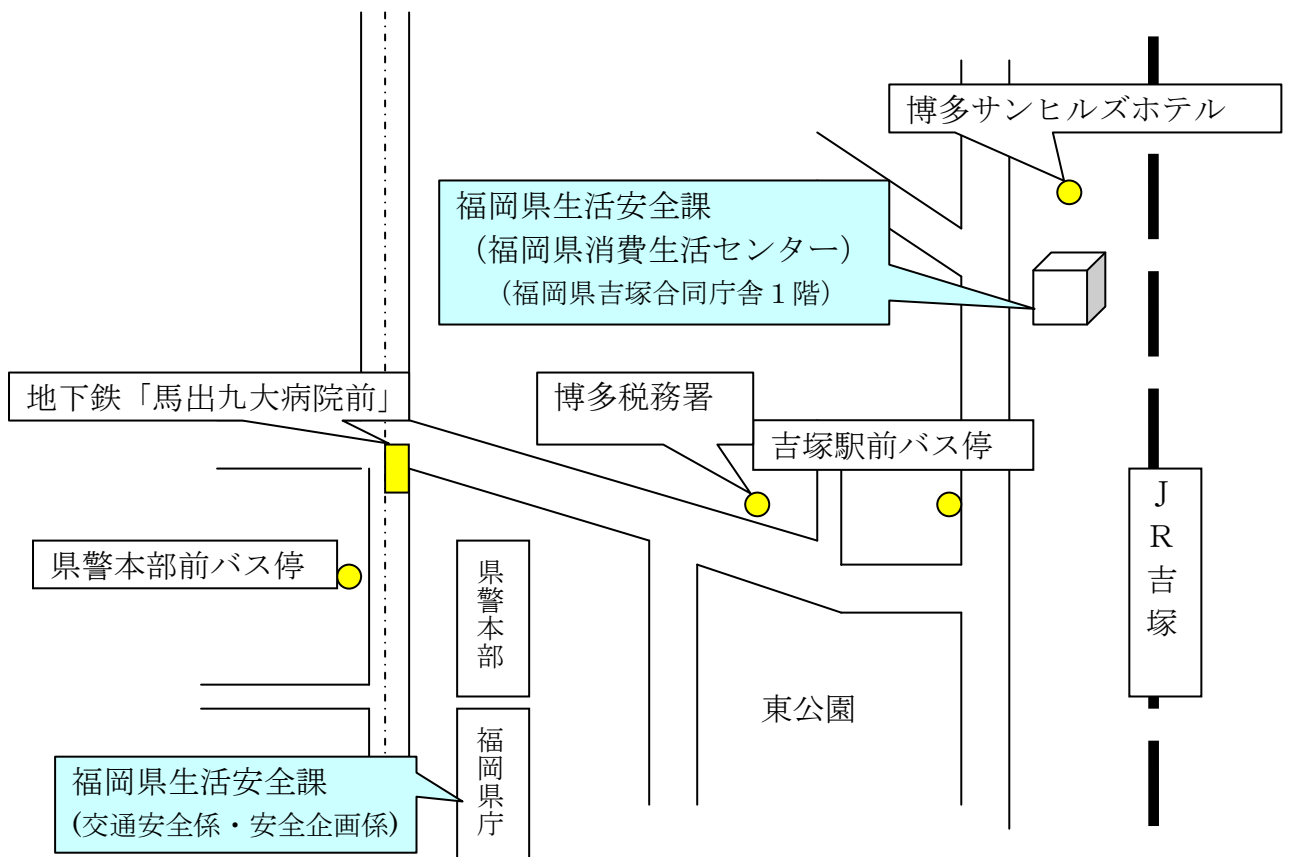 博多サンヒルズホテル
福岡県生活安全課
（福岡県消費生活センター）
（福岡県吉塚合同庁舎１階）
地下鉄「馬出九大病院前」
博多税務署
吉塚駅前バス停
ＪＲ吉塚
県警本部前バス停
県警本部
東公園
福岡県庁
福岡県生活安全課
(交通安全係・安全企画係)